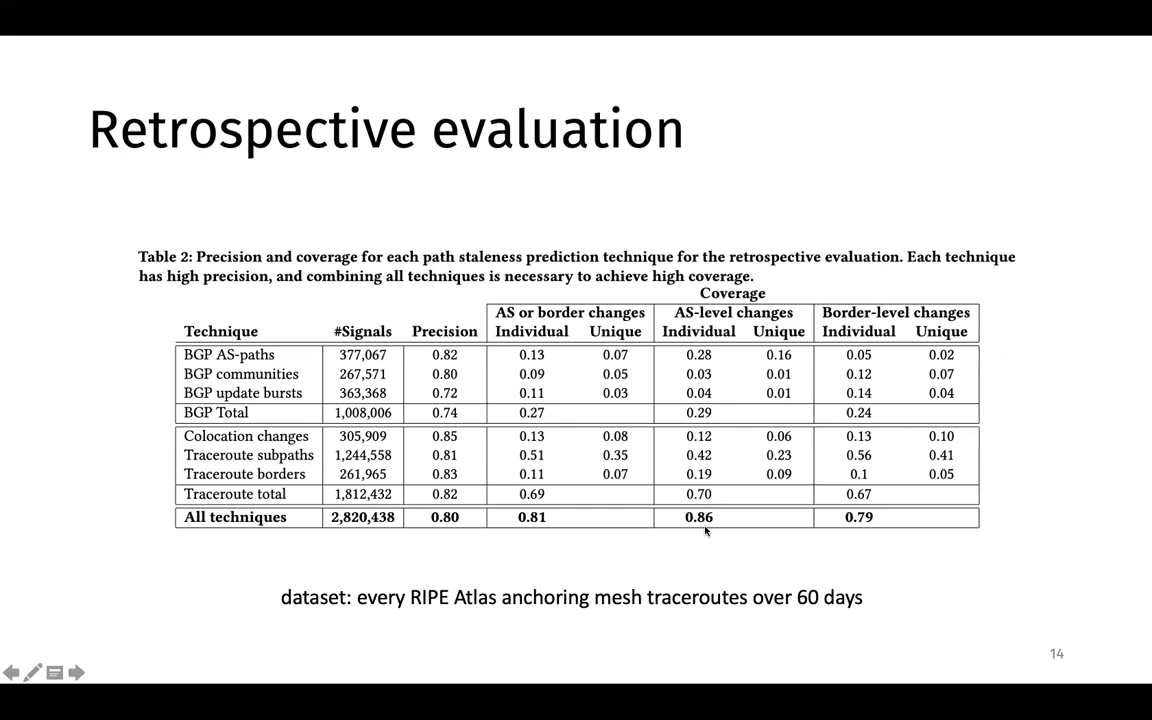 Retrospective evaluation
Table 2: Precision and coverage for each path staleness prediction technique for the retrospective evaluation. Each technique
has high precision, and combining all techniques is necessary to achieve high coverage.
Coverage
AS or border changes AS-level changes Border-level changes
Technique #Signals Precision Individual Unique Individual Unique Individual Unique
BGP AS-paths 377,067 0.82 0.13 0.07 0.28 0.16 0.05 0.02
BGP communities 267,571 0.80 0.09 0.05 0.03 0.01 0.12 0.07
BGP update bursts 363,368 0.72 0.11 0.03 0.04 0.01 0.14 0.04
BGP Total 1,008,006 0.74 0.27 0.29 0.24
Colocation changes 305,909 0.85 0.13 0.08 0.12 0.06 0.13 0.10
Traceroute subpaths 1,244,558 0.81 0.51 0.35 0.42 0.23 0.56 0.41
Traceroute borders 261,965 0.83 0.11 0.07 0.19 0.09 0.1 0.05
Traceroute total 1,812,432 0.82 0.69 0.70 0.67
All techniques 2,820,438 0.80 0.81 0.86 0.79
dataset: every RIPE Atlas anchoring mesh traceroutes over 60 days
14